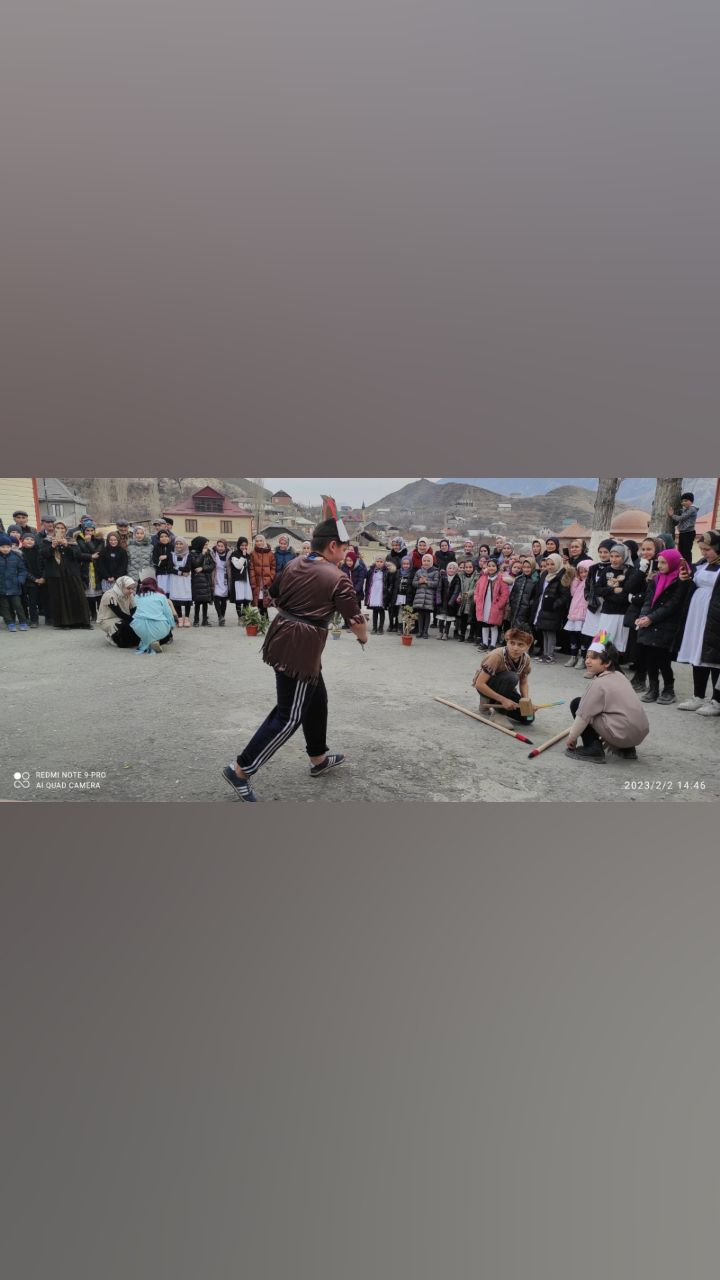 REDMI NOTE 9 PRO
AI QUAD CAMERA
2023/2/2 14:46